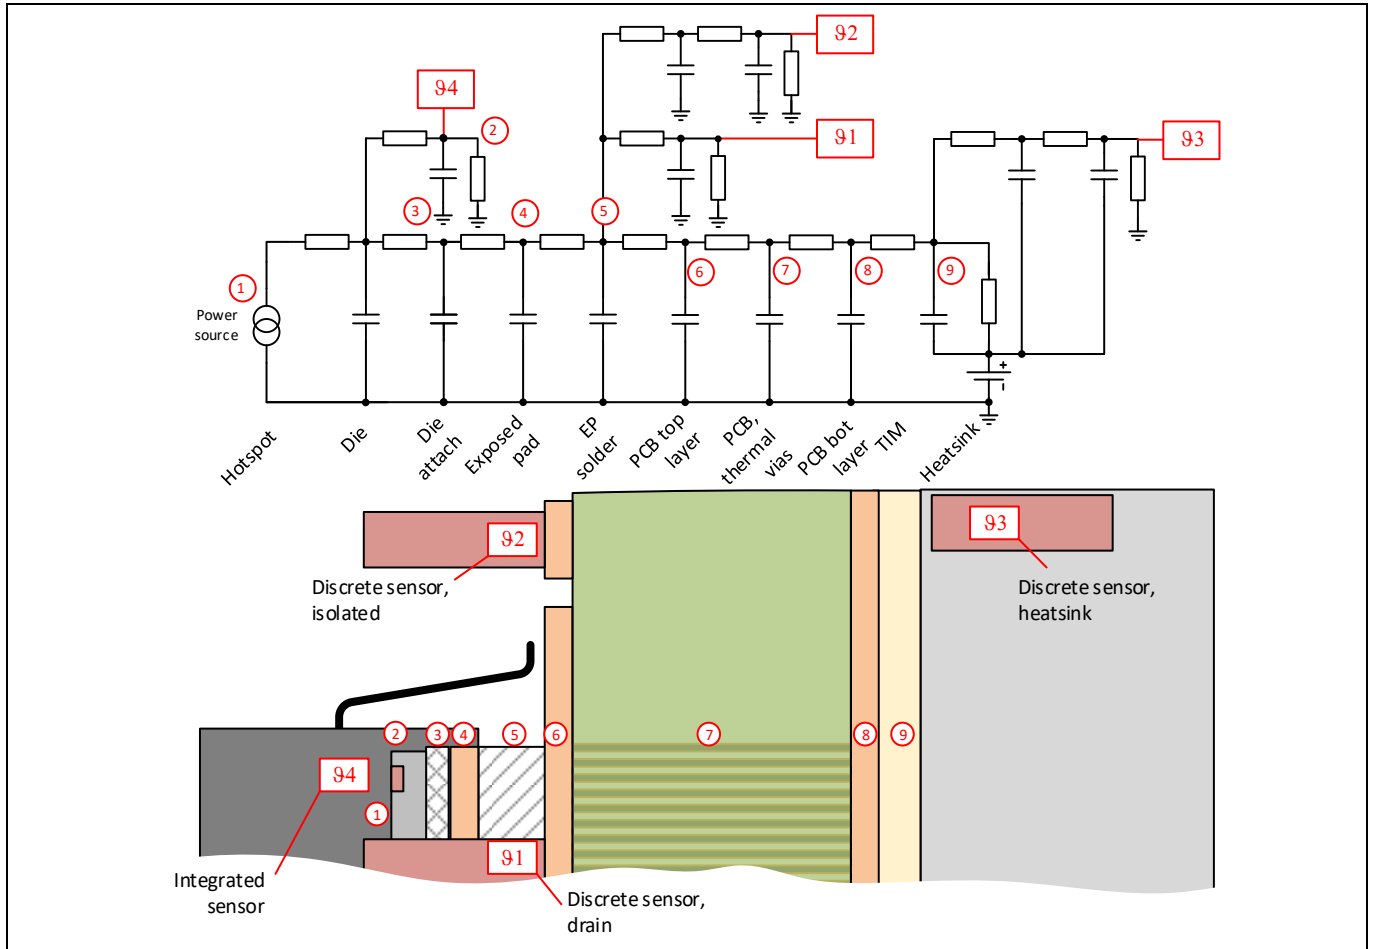 ϑ2
ϑ4
2
ϑ1
ϑ3
3
4
5
6
7
8
9
1
Power
source
+
Hotspot
Die
Die
attach
Exposed
pad
EP
solder
PCB top
layer
PCB,
thermal
vias
PCB bot
layer
TIM
Heatsink
ϑ2
ϑ3
Discrete sensor,
isolated
Discrete sensor,
heatsink
2
3
4
5
6
7
8
9
ϑ4
1
ϑ1
Integrated
sensor
Discrete sensor,
drain